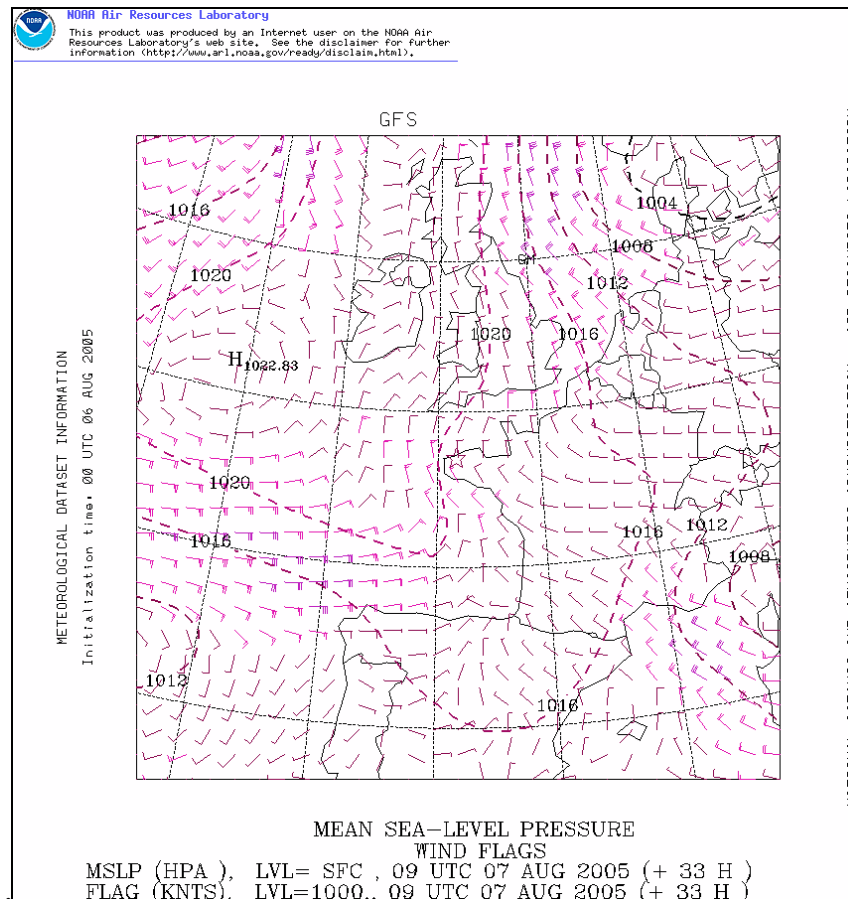 NOAA Air Resources Laboratory
This product was produced by an Internet user on the NOAA Air
Resources Laboratory's web site. See the disclaimer for further
information (http://www.arl.noaa.gov/ready/disclaim.html).
NOAA
GFS
1004
1016
1008
GM
1020
1012
1020
1016
H1022.83
1020
1016
1012
1016
1008
1012
1016
METEOROLOGICAL DATASET INFORMATION
Initialization time: 00 UTC 06 AUG 2005
MEAN SEA-LEVEL PRESSURE
WIND FLAGS
MSLP (HPA ), LVL= SFC , 09 UTC 07 AUG 2005 (+ 33 H )
FLAG (KNTS), LVL=1000., 09 UTC 07 AUG 2005 (+ 33 H )